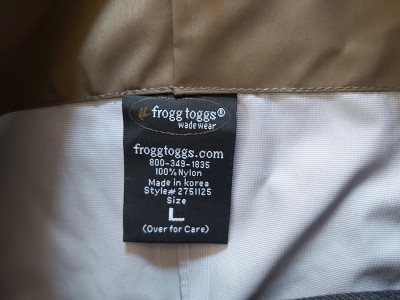 frogg toggs®
wade wear
froggtoggs.com
800-349-1835
100% Nylon
Made in korea
Style# 2751125
Size
L
(Over for Care)